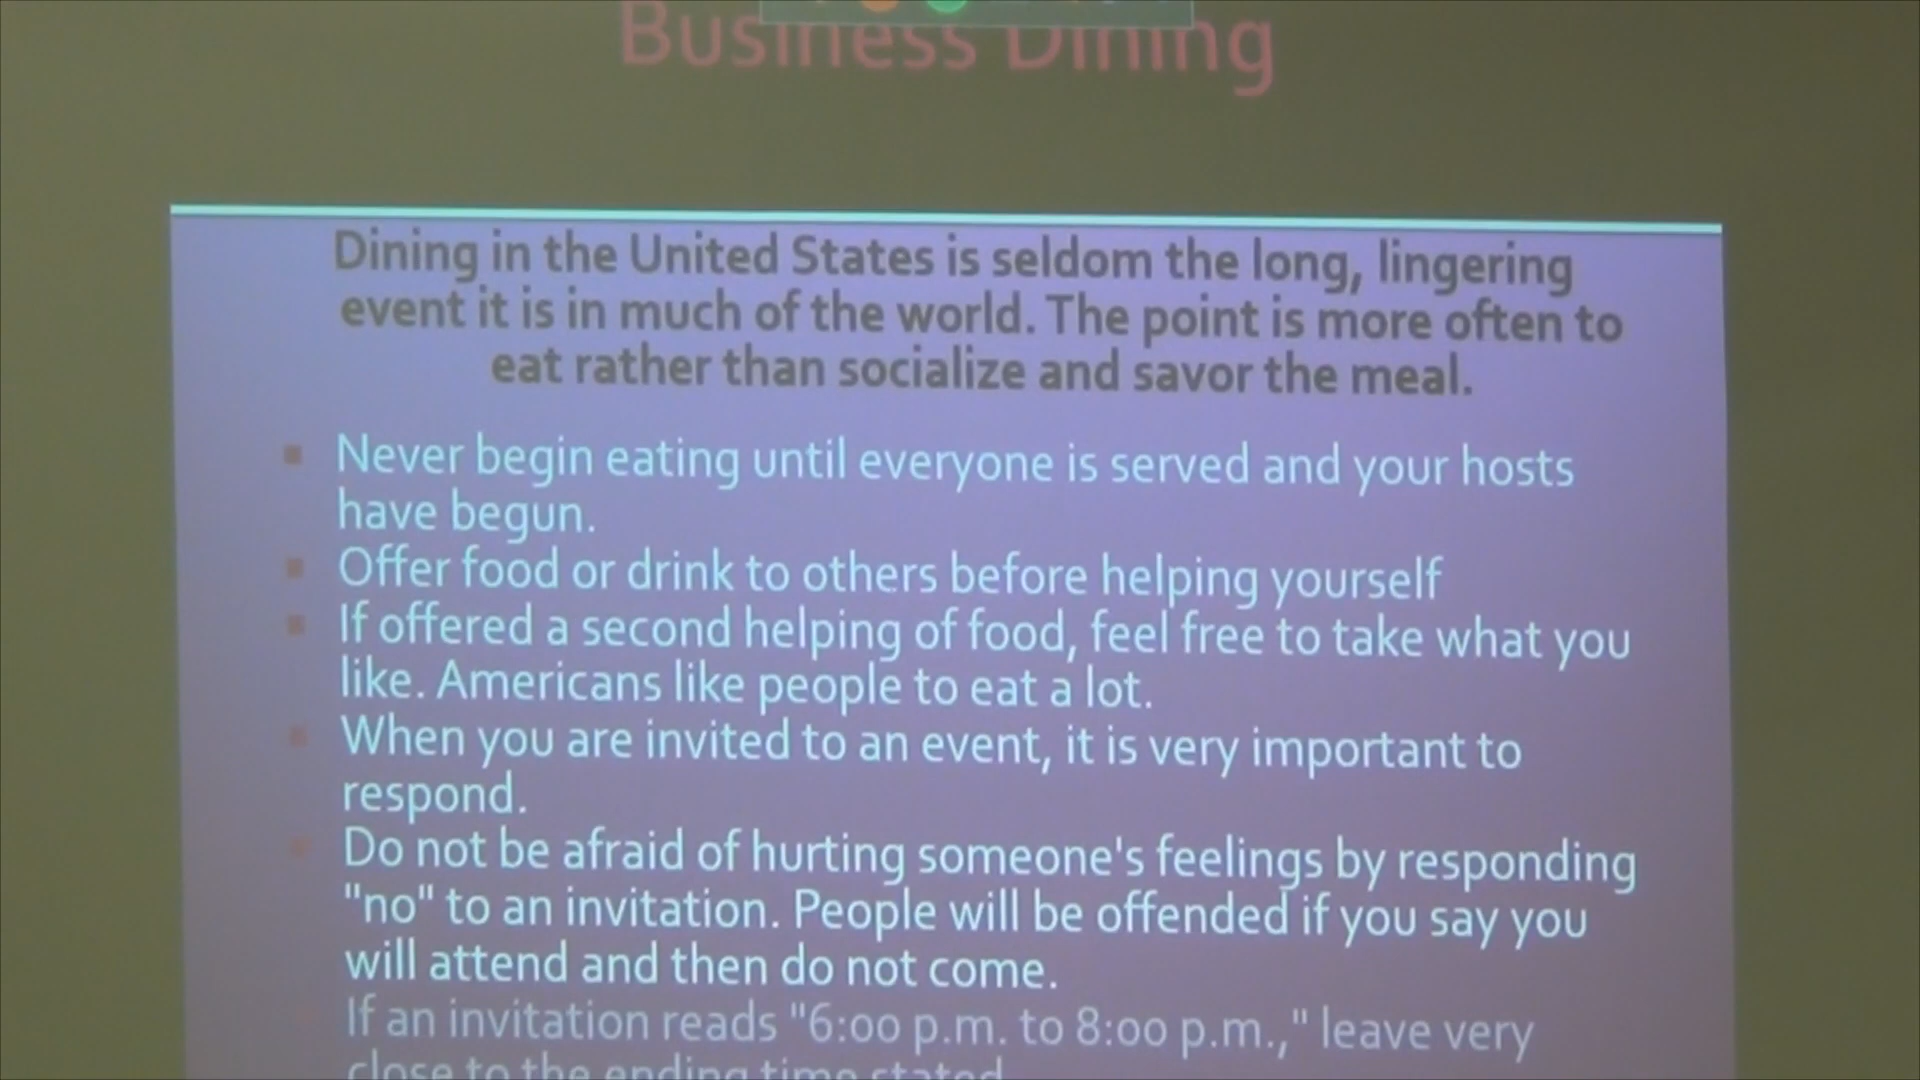 Business Dining
Dining in the United States is seldom the long, lingering
event it is in much of the world. The point is more often to
eat rather than socialize and savor the meal.
Never begin eating until everyone is served and your hosts
have begun.
Offer food or drink to others before helping yourself
If offered a second helping of food, feel free to take what you
like. Americans like people to eat a lot.
When you are invited to an event, it is very important to
respond.
Do not be afraid of hurting someone's feelings by responding
"no" to an invitation. People will be offended if you say you
will attend and then do not come.
If an invitation reads "6:00 p.m. to 8:00 p.m.," leave very
close to the ending time stated